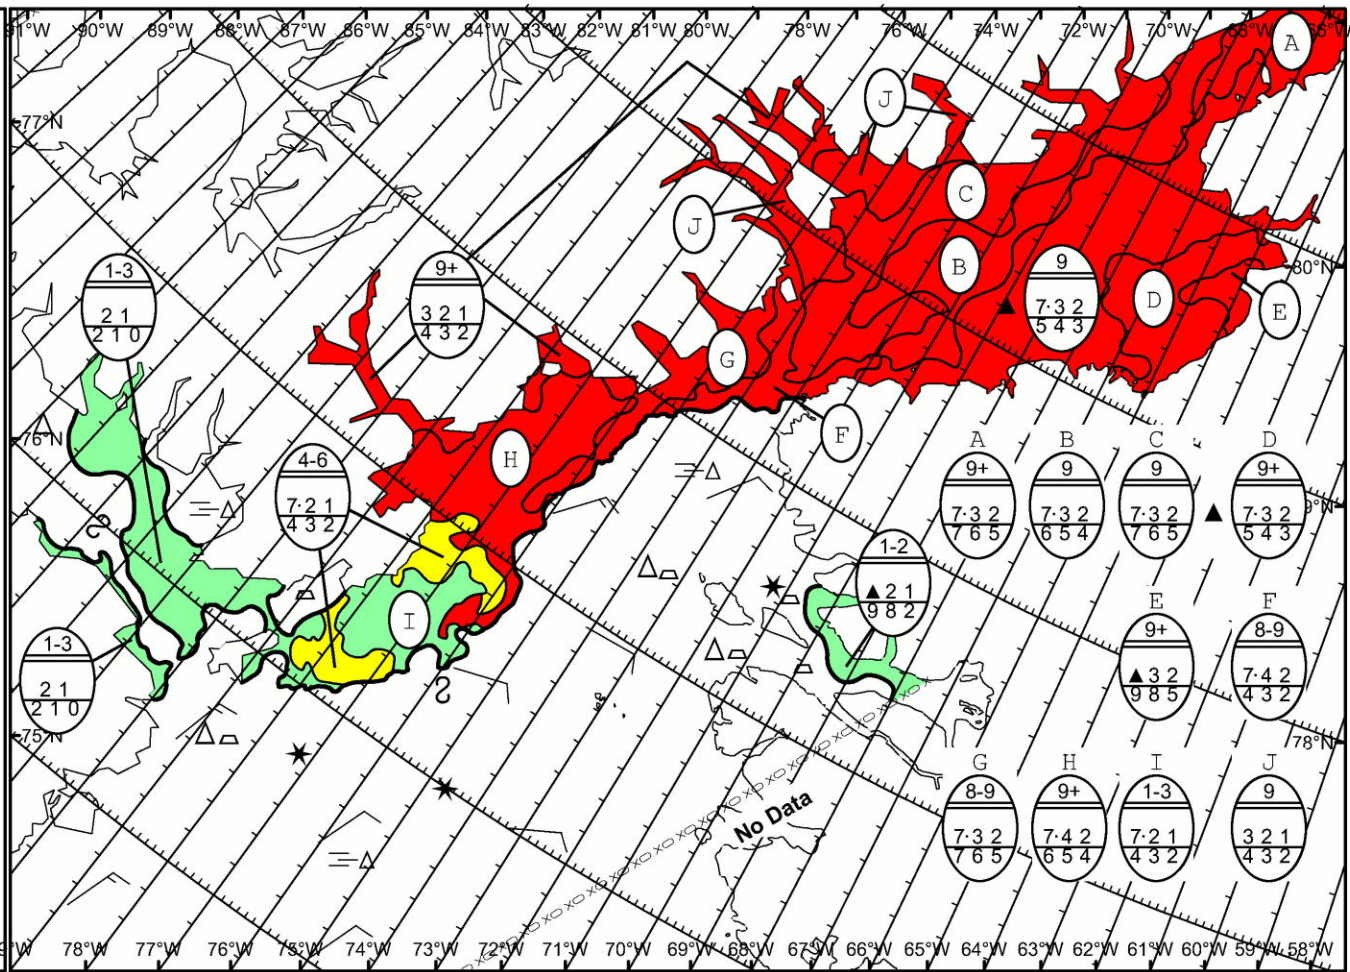 91°W 90°W 89°W 88°W 87°W 86°W 85°W 84°W 83°W 82°W 81°W 80°W 78°W 76°W 74°W 72°W 70°W 68°W 66°W
A
J
77°N
C
J
B
80°N
1-3
2 1
2 1 0
9+
3 2 1
4 3 2
9
▲ 7·3 2
5 4 3
D
E
G
F
76°N
H
4-6
7·2 1
4 3 2
A
9+
7·3 2
7 6 5
B
9
7·3 2
6 5 4
C
9
7·3 2
7 6 5
D
9+
▲ 7·3 2
5 4 3
9°N
1-2
▲ 2 1
9 8 2
I
1-3
2 1
2 1 0
E
9+
▲ 3 2
9 8 5
F
8-9
7·4 2
4 3 2
75°N
78°N
No Data
G
8-9
7·3 2
7 6 5
H
9+
7·4 2
6 5 4
I
1-3
7·2 1
4 3 2
J
9
3 2 1
4 3 2
°W 78°W 77°W 76°W 75°W 74°W 73°W 72°W 71°W 70°W 69°W 68°W 67°W 66°W 65°W 64°W 63°W 62°W 61°W 60°W 59°W 58°W